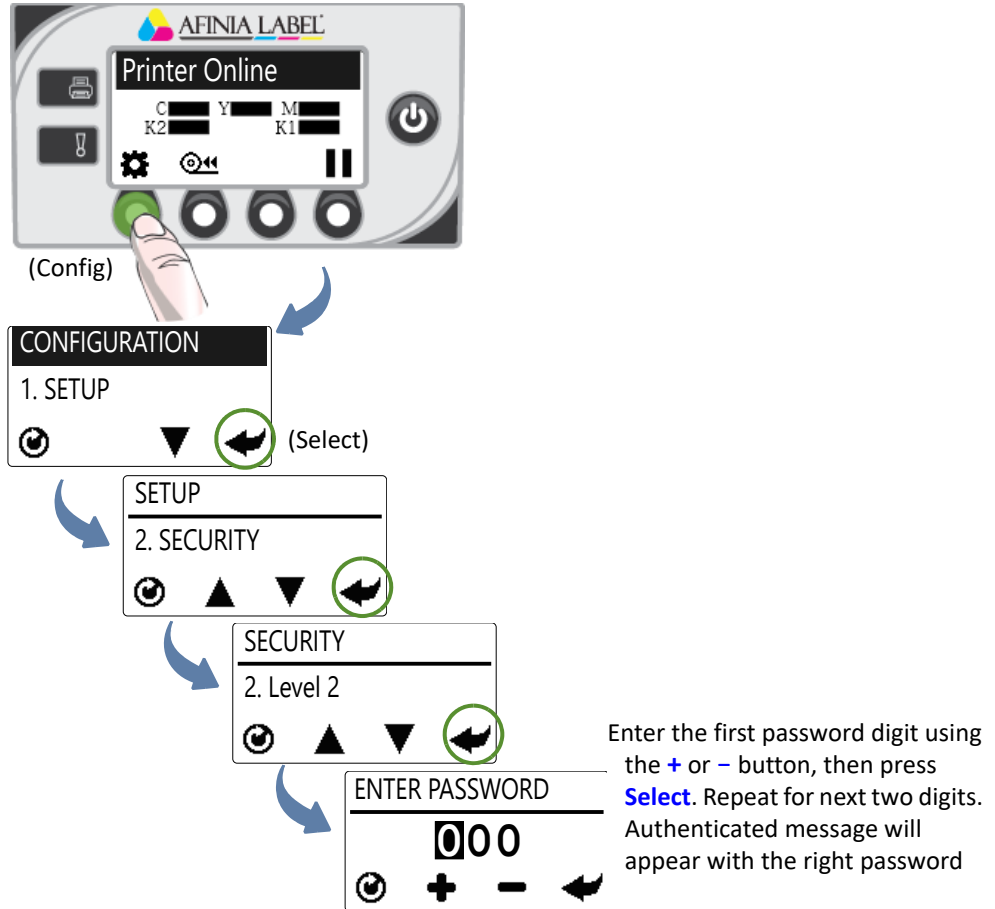 AFINIA LABEL
Printer Online
C Y M
K2 K1
(Config)
CONFIGURATION
1. SETUP
(Select)
SETUP
2. SECURITY
SECURITY
2. Level 2
ENTER PASSWORD
000
Enter the first password digit using
the + or − button, then press
Select. Repeat for next two digits.
Authenticated message will
appear with the right password